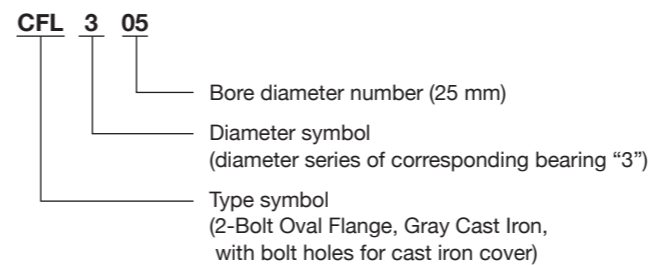 CFL 3 05
Bore diameter number (25 mm)
Diameter symbol
(diameter series of corresponding bearing “3”)
Type symbol
(2-Bolt Oval Flange, Gray Cast Iron,
with bolt holes for cast iron cover)